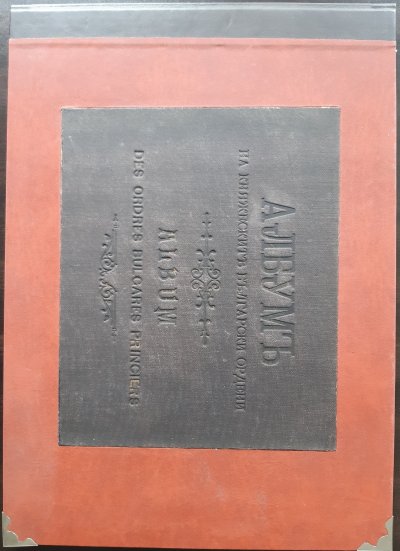 АЛБУМЪ
НА КНЯЖЕСКИТѢ БЪЛГАРСКИ ОРДЕНИ
ALBUM
DES ORDRES BULGARES PRINCIERS